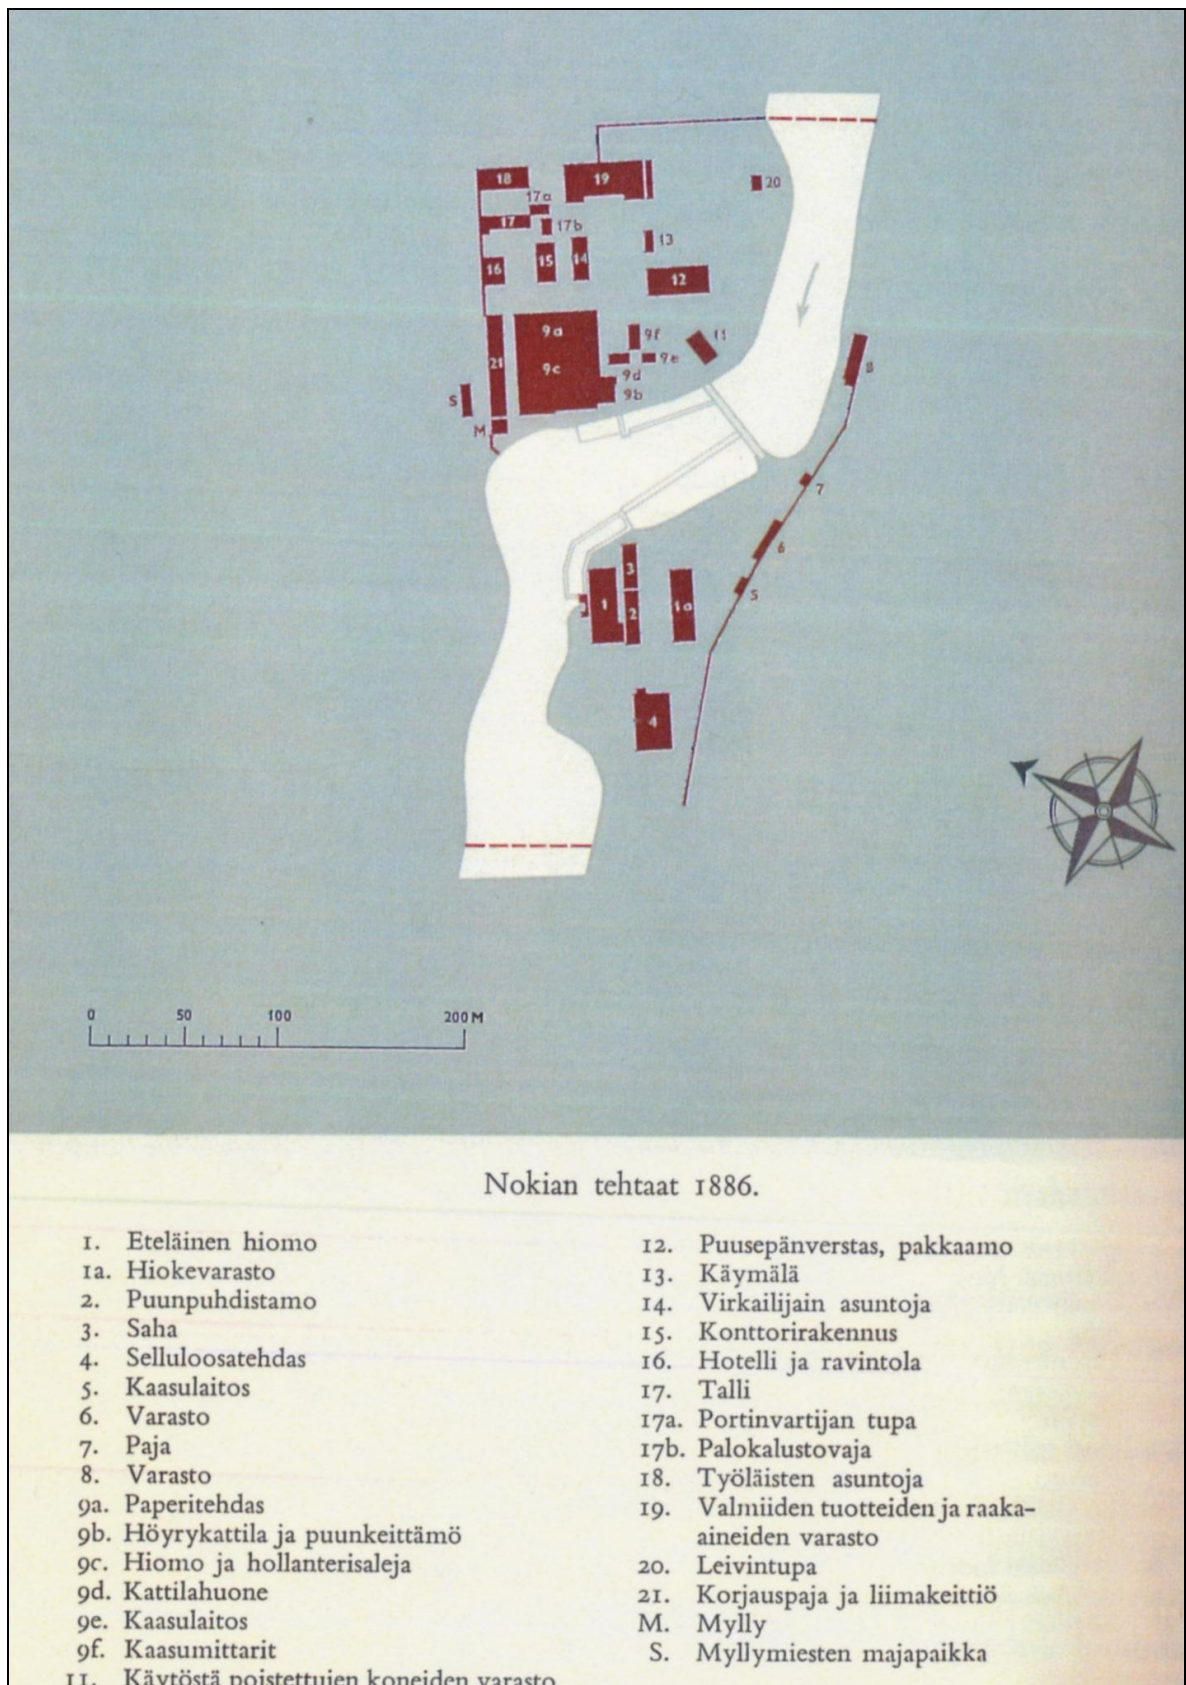 18
19
20
17a
17
17b
13
16
15
14
12
9a
9f
11
9e
21
9c
8
9d
S
9b
M
7
6
3
5
1
2
1a
4
0 50 100 200 M
Nokian tehtaat 1886.
1. Eteläinen hiomo
1a. Hiokevarasto
2. Puunpuhdistamo
3. Saha
4. Selluloosatehdas
5. Kaasulaitos
6. Varasto
7. Paja
8. Varasto
9a. Paperitehdas
9b. Höyrykattila ja puunkeittämö
9c. Hiomo ja hollanterisaleja
9d. Kattilahuone
9e. Kaasulaitos
9f. Kaasumittarit
11. Käytöstä poistettujen koneiden varasto
12. Puusepänverstas, pakkaamo
13. Käymälä
14. Virkailijain asuntoja
15. Konttorirakennus
16. Hotelli ja ravintola
17. Talli
17a. Portinvartijan tupa
17b. Palokalustovaja
18. Työläisten asuntoja
19. Valmiiden tuotteiden ja raaka-
aineiden varasto
20. Leivintupa
21. Korjauspaja ja liimakeittiö
M. Mylly
S. Myllymiesten majapaikka